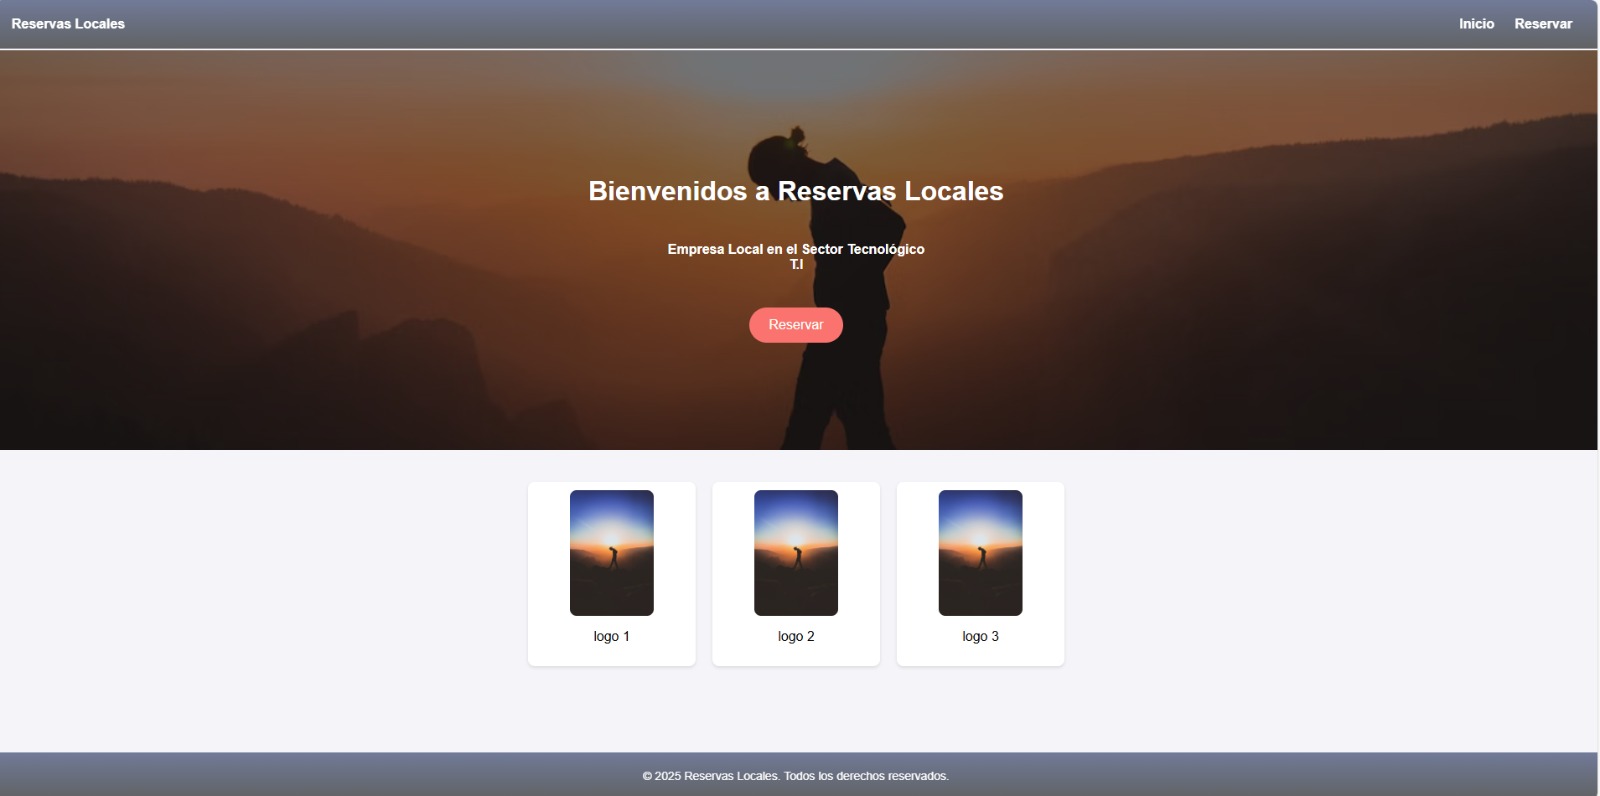 Reservas Locales
Inicio
Reservar
Bienvenidos a Reservas Locales
Empresa Local en el Sector Tecnológico
T.I
Reservar
logo 1
logo 2
logo 3
© 2025 Reservas Locales. Todos los derechos reservados.